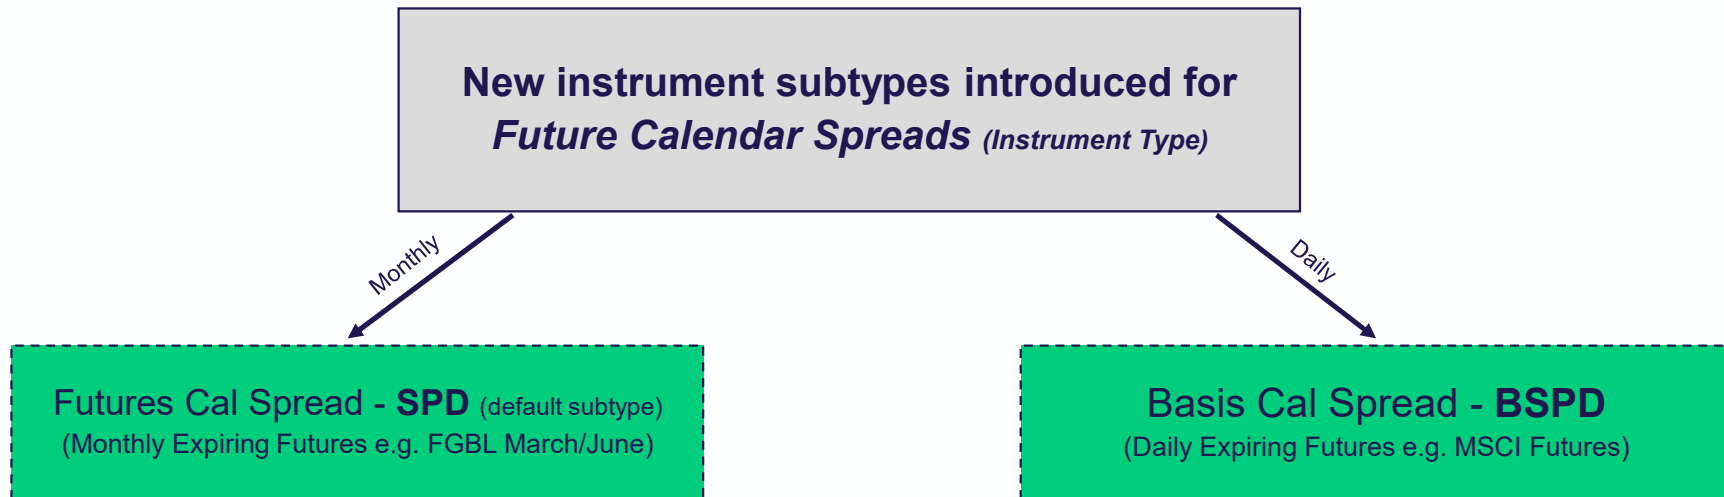 New instrument subtypes introduced for
Future Calendar Spreads (Instrument Type)
Monthly
Daily
Futures Cal Spread - SPD (default subtype)
(Monthly Expiring Futures e.g. FGBL March/June)
Basis Cal Spread - BSPD
(Daily Expiring Futures e.g. MSCI Futures)